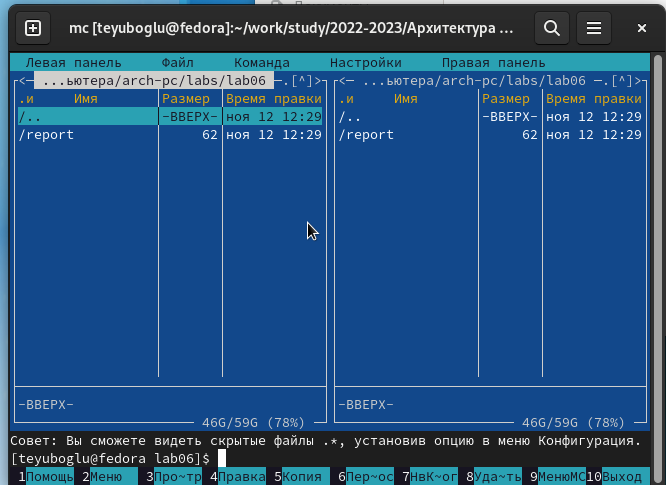 mc [teyuboglu@fedora]:~/work/study/2022-2023/Архитектура ...
Левая панель Файл Команда Настройки Правая панель
<─ ...ьютера/arch-pc/labs/lab06 ─.[^]> <─ ...ьютера/arch-pc/labs/lab06 ─.[^]>
.и Имя Размер Время правки .и Имя Размер Время правки
/.. -ВВЕРХ- ноя 12 12:29 /.. -ВВЕРХ- ноя 12 12:29
/report 62 ноя 12 12:29 /report 62 ноя 12 12:29
-ВВЕРХ- -ВВЕРХ-
46G/59G (78%) 46G/59G (78%)
Совет: Вы сможете видеть скрытые файлы .*, установив опцию в меню Конфигурация.
[teyuboglu@fedora lab06]$
1Помощь 2Меню 3Про~тр 4Правка 5Копия 6Пер~ос 7НвК~ог 8Уда~ть 9МенюMC 10Выход